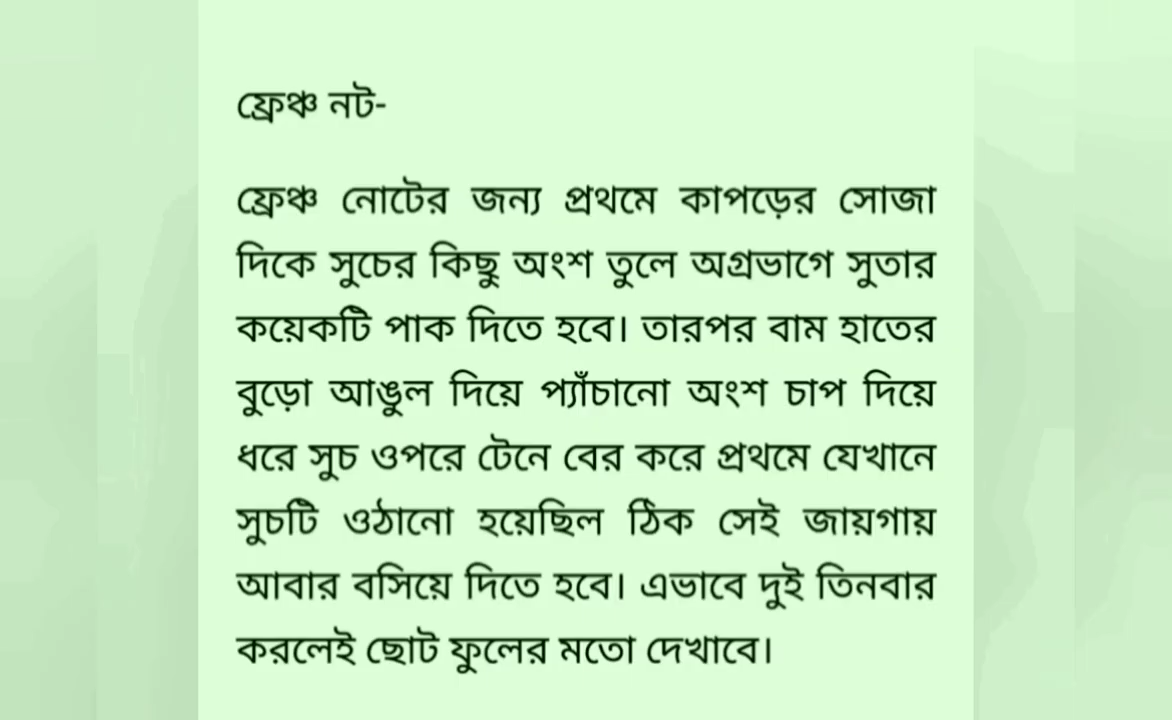 ফ্রেঞ্চ নট-
ফ্রেঞ্চ নোটের জন্য প্রথমে কাপড়ের সোজা
দিকে সুচের কিছু অংশ তুলে অগ্রভাগে সুতার
কয়েকটি পাক দিতে হবে। তারপর বাম হাতের
বুড়ো আঙুল দিয়ে প্যাঁচানো অংশ চাপ দিয়ে
ধরে সুচ ওপরে টেনে বের করে প্রথমে যেখানে
সুচটি ওঠানো হয়েছিল ঠিক সেই জায়গায়
আবার বসিয়ে দিতে হবে। এভাবে দুই তিনবার
করলেই ছোট ফুলের মতো দেখাবে।